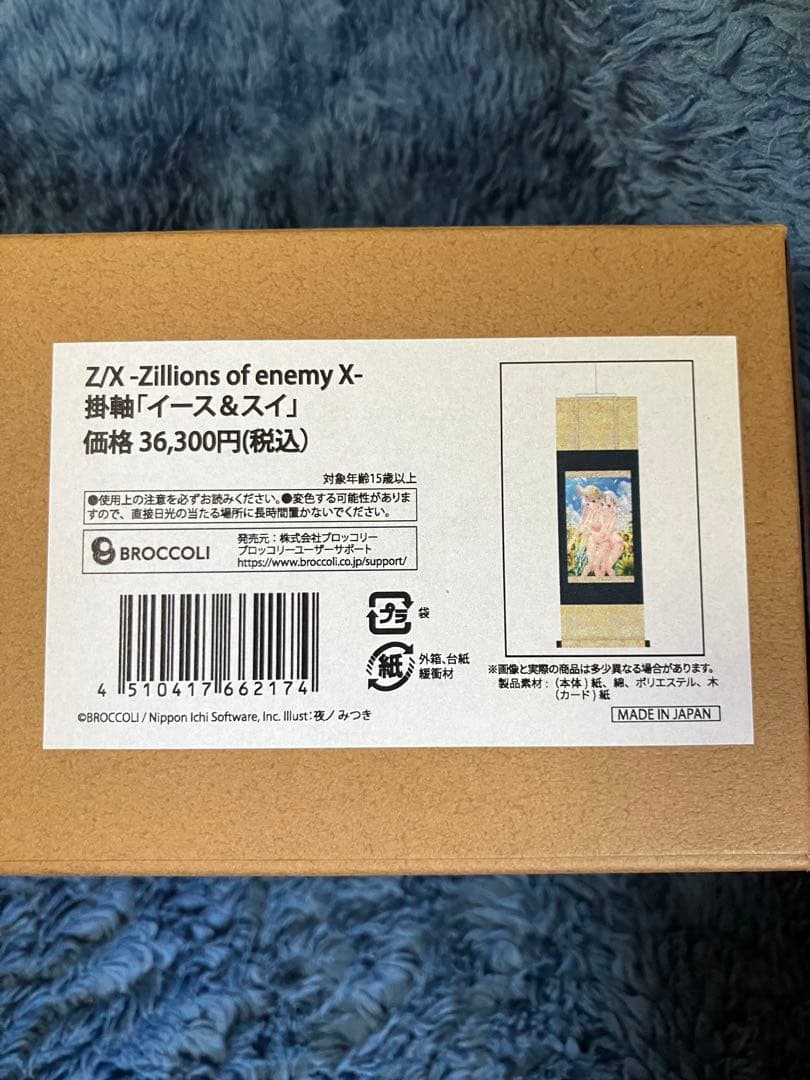 Z/X -Zillions of enemy X-
掛軸「イース&スイ」
価格 36,300円(税込)
対象年齢15歳以上
●使用上の注意を必ずお読みください。●変色する可能性がありま
すので、直接日光の当たる場所に長時間置かないでください。
BROCCOLI
発売元：株式会社ブロッコリー
ブロッコリーユーザーサポート
https://www.broccoli.co.jp/support/
プラ
袋
紙
外箱、台紙
緩衝材
4 510417 662174
©BROCCOLI / Nippon Ichi Software, Inc. Illust：夜ノみつき
※画像と実際の商品は多少異なる場合があります。
製品素材：（本体）紙、綿、ポリエステル、木
（カード）紙
MADE IN JAPAN